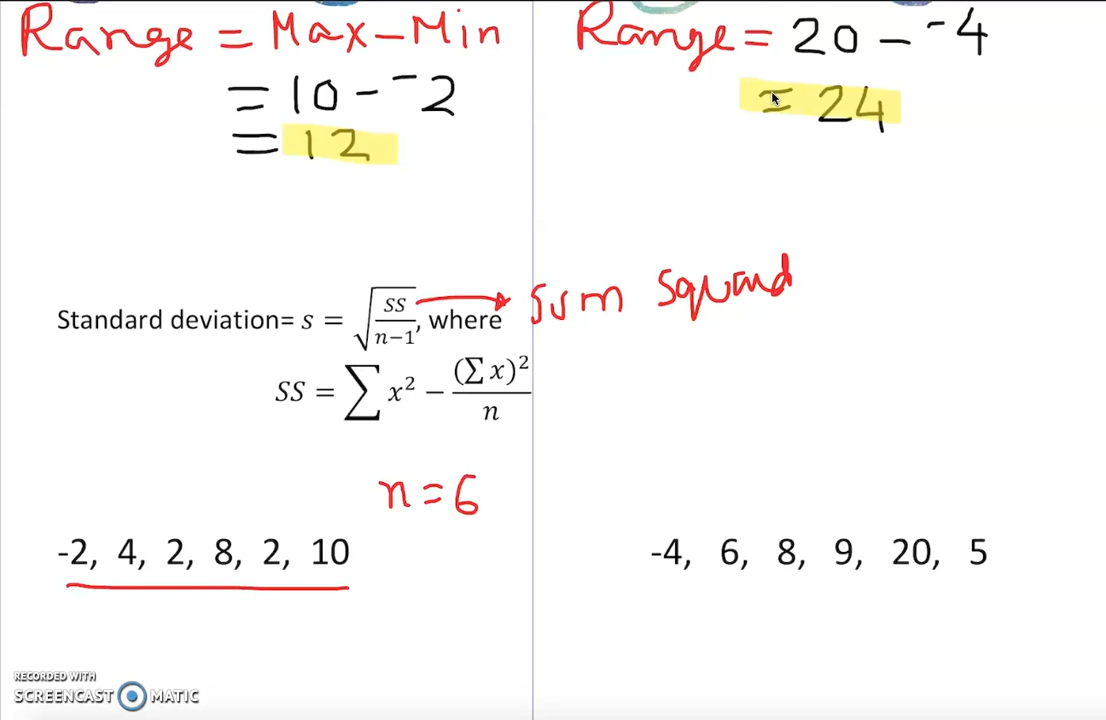 Range = Max – Min
= 10 - -2
= 12
Standard deviation= s = √(SS/(n−1)), where → sum squard
SS = ∑ x² − (∑ x)²/n
n = 6
-2, 4, 2, 8, 2, 10
RECORDED WITH
SCREENCAST MATIC
Range = 20 - -4
= 24
-4, 6, 8, 9, 20, 5